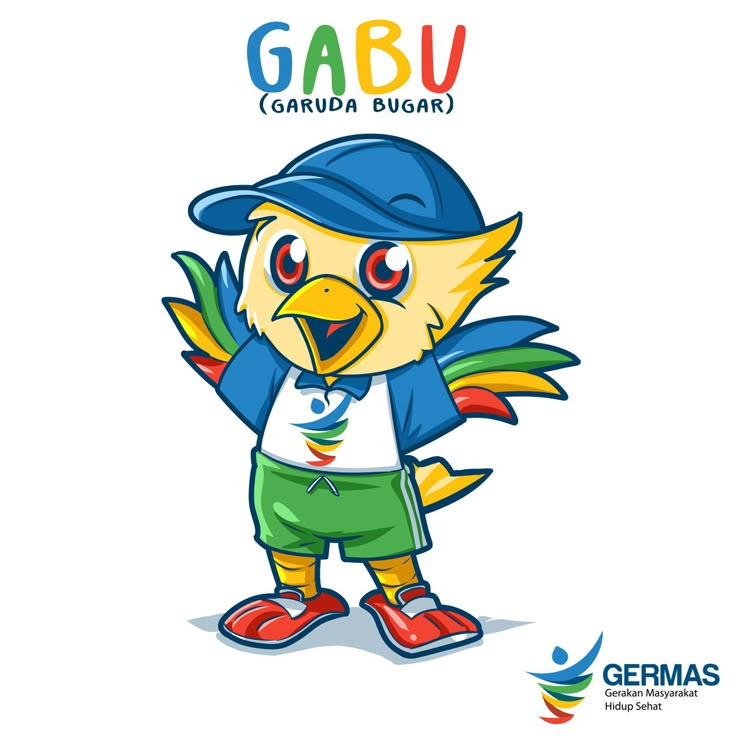 GABU
(GARUDA BUGAR)
GERMAS
Gerakan Masyarakat
Hidup Sehat